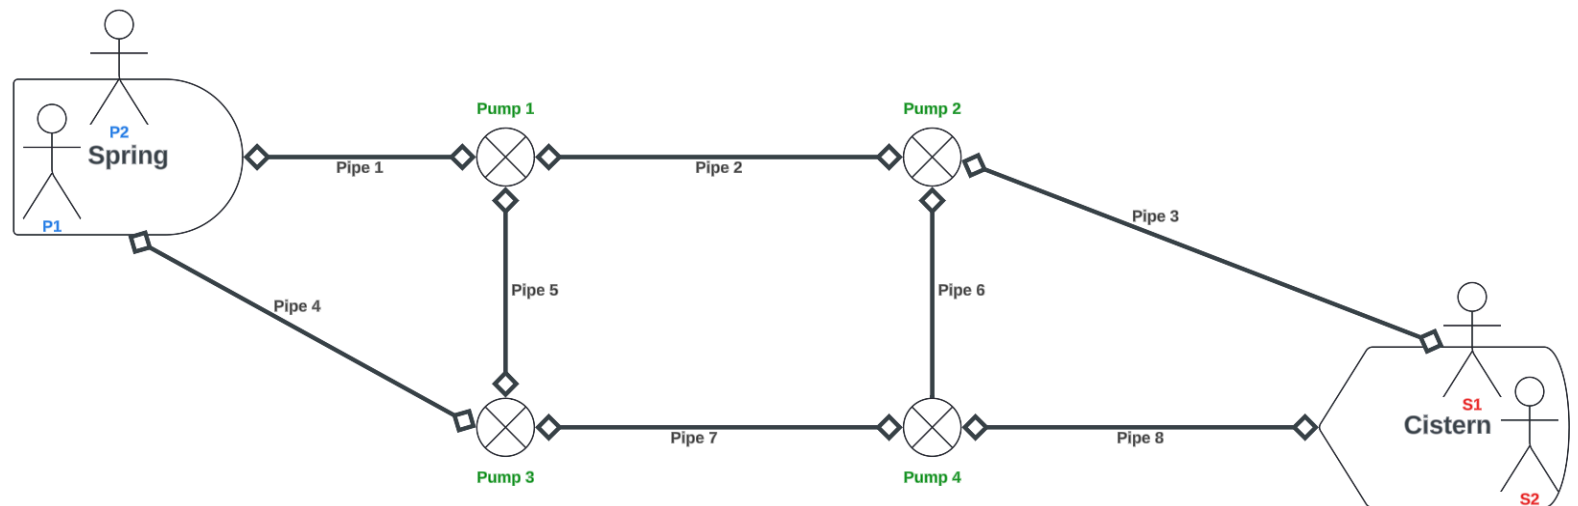 Pump 1
Pump 2
P2
Spring
Pipe 1
Pipe 2
P1
Pipe 3
Pipe 4
Pipe 5
Pipe 6
S1
Cistern
Pipe 7
Pipe 8
Pump 3
Pump 4
S2